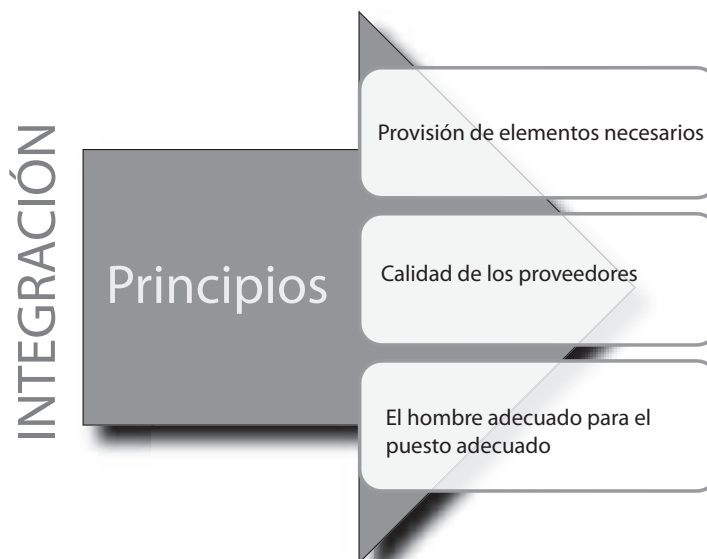 INTEGRACIÓN
Principios
Provisión de elementos necesarios
Calidad de los proveedores
El hombre adecuado para el
puesto adecuado